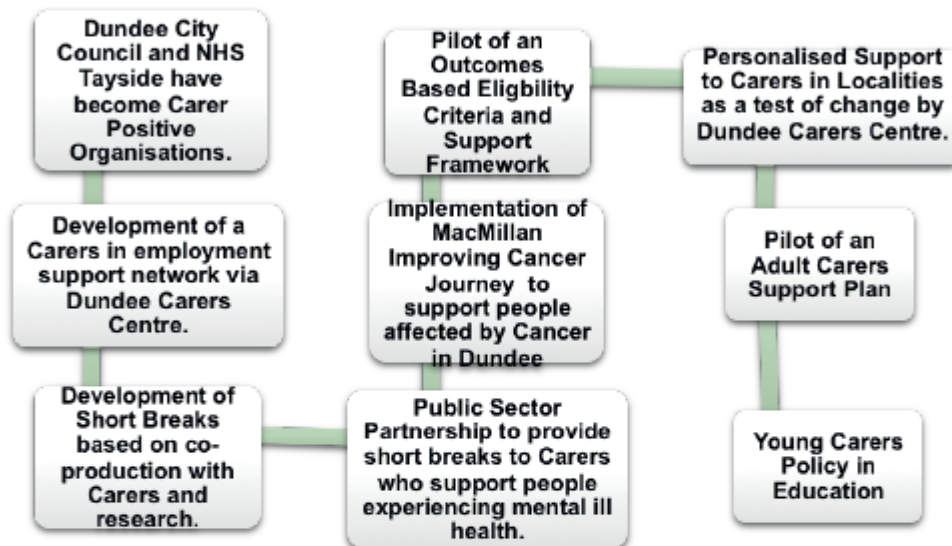 Dundee City
Council and NHS
Tayside have
become Carer
Positive
Organisations.
Development of a
Carers in employment
support network via
Dundee Carers
Centre.
Development of
Short Breaks
based on co-
production with
Carers and
research.
Public Sector
Partnership to provide
short breaks to Carers
who support people
experiencing mental ill
health.
Implementation of
MacMillan
Improving Cancer
Journey to
support people
affected by Cancer
in Dundee
Pilot of an
Outcomes
Based Eligbility
Criteria and
Support
Framework
Personalised Support
to Carers in Localities
as a test of change by
Dundee Carers Centre.
Pilot of an
Adult Carers
Support Plan
Young Carers
Policy in
Education